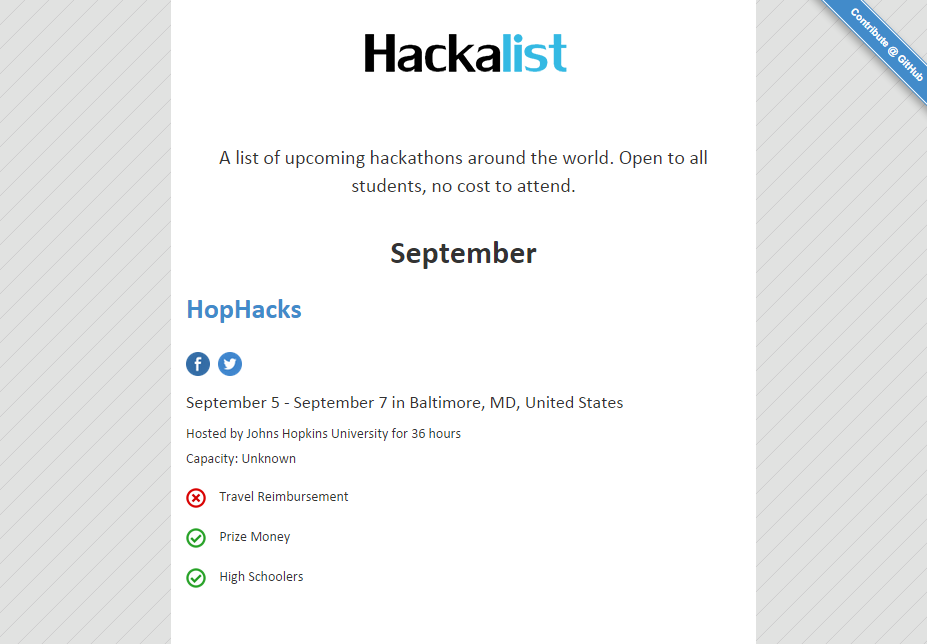 Hackalist
Contribute @ GitHub
A list of upcoming hackathons around the world. Open to all
students, no cost to attend.
September
HopHacks
September 5 - September 7 in Baltimore, MD, United States
Hosted by Johns Hopkins University for 36 hours
Capacity: Unknown
Travel Reimbursement
Prize Money
High Schoolers